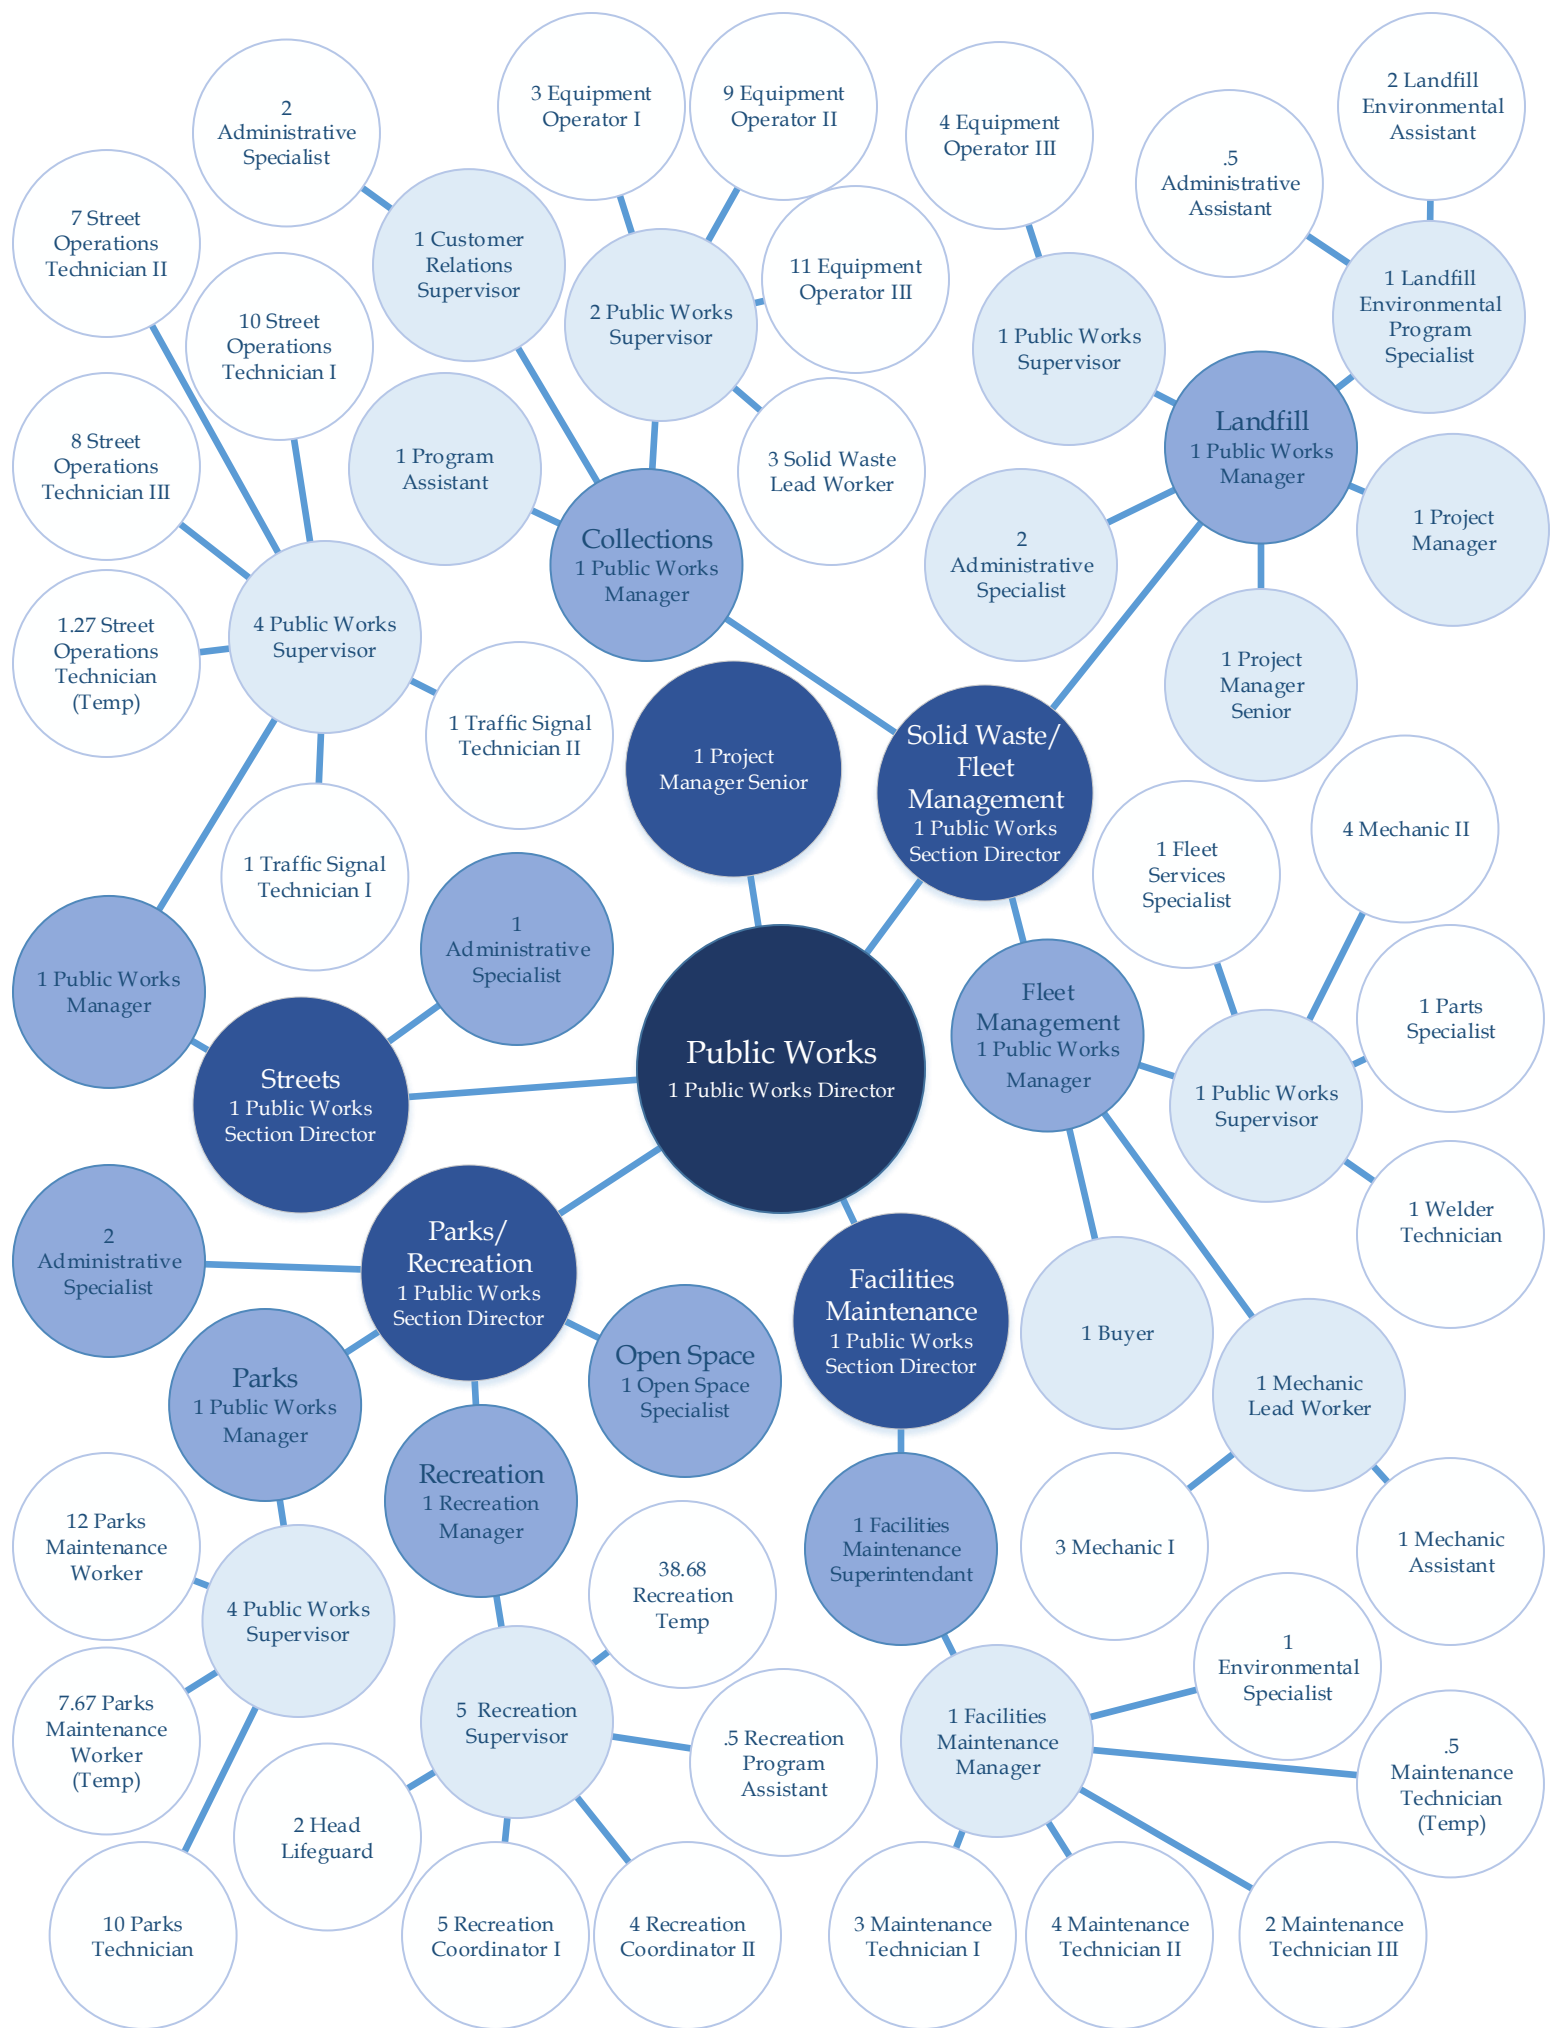 3 Equipment
Operator I
9 Equipment
Operator II
2 Landfill
Environmental
Assistant
2
Administrative
Specialist
4 Equipment
Operator III
.5
Administrative
Assistant
7 Street
Operations
Technician II
1 Customer
Relations
Supervisor
11 Equipment
Operator III
1 Landfill
Environmental
Program
Specialist
10 Street
Operations
Technician I
2 Public Works
Supervisor
1 Public Works
Supervisor
8 Street
Operations
Technician III
1 Program
Assistant
3 Solid Waste
Lead Worker
Landfill
1 Public Works
Manager
1 Project
Manager
Collections
1 Public Works
Manager
2
Administrative
Specialist
1.27 Street
Operations
Technician
(Temp)
4 Public Works
Supervisor
1 Project
Manager
Senior
1 Traffic Signal
Technician II
1 Project
Manager Senior
Solid Waste/
Fleet
Management
1 Public Works
Section Director
4 Mechanic II
1 Traffic Signal
Technician I
1 Fleet
Services
Specialist
1 Public Works
Manager
1
Administrative
Specialist
1 Parts
Specialist
Fleet
Management
1 Public Works
Manager
Public Works
1 Public Works Director
Streets
1 Public Works
Section Director
1 Public Works
Supervisor
1 Welder
Technician
2
Administrative
Specialist
Parks/
Recreation
1 Public Works
Section Director
Facilities
Maintenance
1 Public Works
Section Director
1 Buyer
Parks
1 Public Works
Manager
Open Space
1 Open Space
Specialist
1 Mechanic
Lead Worker
Recreation
1 Recreation
Manager
12 Parks
Maintenance
Worker
1 Facilities
Maintenance
Superintendant
3 Mechanic I
1 Mechanic
Assistant
38.68
Recreation
Temp
4 Public Works
Supervisor
1
Environmental
Specialist
7.67 Parks
Maintenance
Worker
(Temp)
5  Recreation
Supervisor
.5 Recreation
Program
Assistant
1 Facilities
Maintenance
Manager
.5
Maintenance
Technician
(Temp)
2 Head
Lifeguard
10 Parks
Technician
5 Recreation
Coordinator I
4 Recreation
Coordinator II
3 Maintenance
Technician I
4 Maintenance
Technician II
2 Maintenance
Technician III